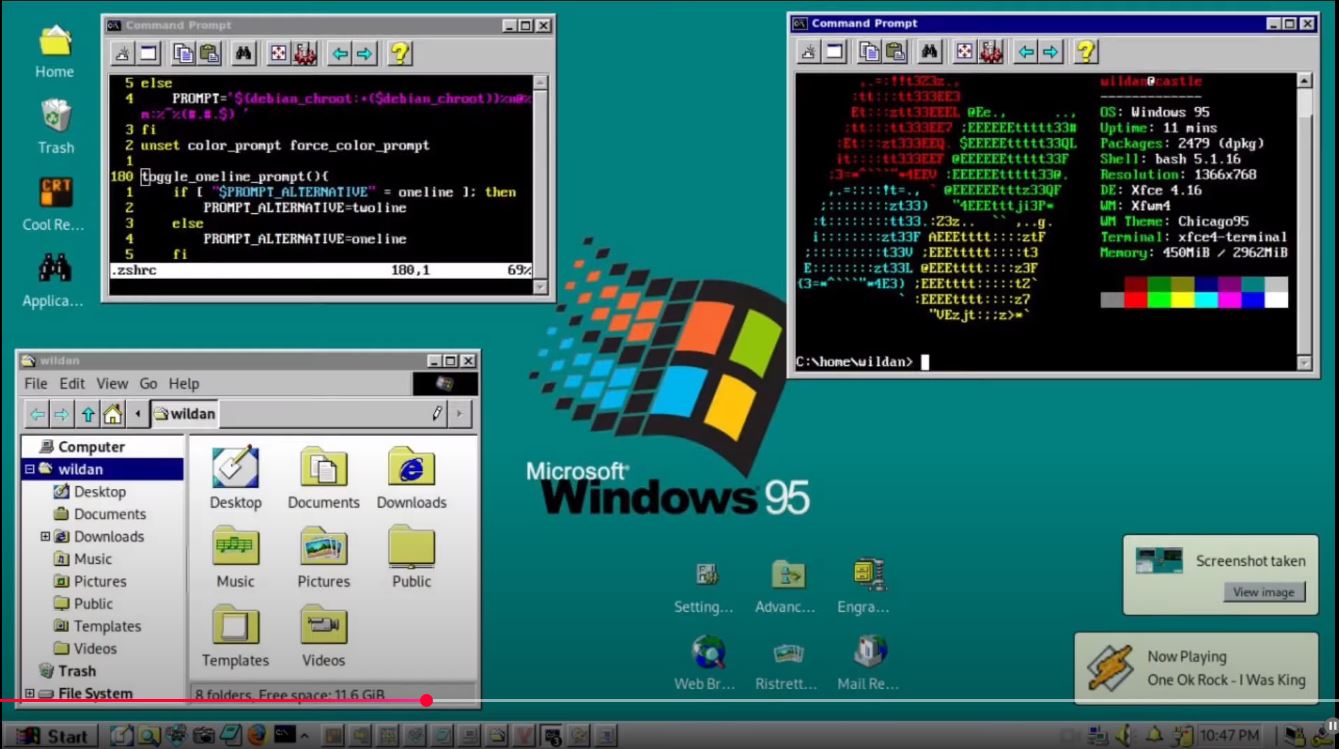 Home
Trash
Cool Re...
Applica...
Command Prompt
5 else
4 PROMPT='${debian_chroot:+($debian_chroot)}%n@%
m:%~%(#.#.$) '
3 fi
2 unset color_prompt force_color_prompt
1
180 toggle_oneline_prompt(){
1 if [ "$PROMPT_ALTERNATIVE" = oneline ]; then
2 PROMPT_ALTERNATIVE=twoline
3 else
4 PROMPT_ALTERNATIVE=oneline
5 fi
.zshrc 180,1 69%
Command Prompt
wildan@castle
-------------
OS: Windows 95
Uptime: 11 mins
Packages: 2479 (dpkg)
Shell: bash 5.1.16
Resolution: 1366x768
DE: Xfce 4.16
WM: Xfwm4
WM Theme: Chicago95
Terminal: xfce4-terminal
Memory: 450MiB / 2962MiB
C:\home\wildan>
wildan
File Edit View Go Help
wildan
Computer
wildan
Desktop
Documents
Downloads
Music
Pictures
Public
Templates
Videos
Trash
File System
Desktop Documents Downloads
Music Pictures Public
Templates Videos
8 folders, Free space: 11.6 GiB
Microsoft
Windows 95
Setting... Advanc... Engra...
Web Br... Ristrett... Mail Re...
Screenshot taken
View image
Now Playing
One Ok Rock - I Was King
Start
10:47 PM